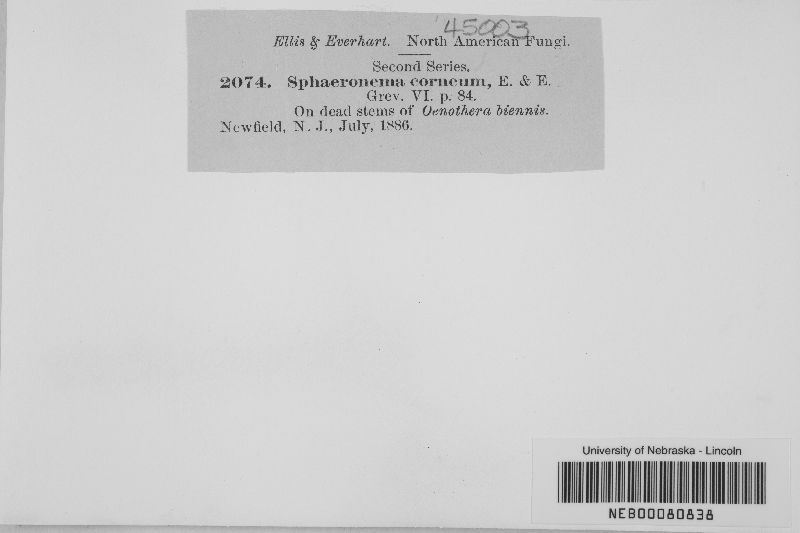 45003
Ellis & Everhart. North American Fungi.
Second Series.
2074. Sphaeronema corneum, E. & E.
Grev. VI. p. 84.
On dead stems of Oenothera biennis.
Newfield, N. J., July, 1886.
University of Nebraska - Lincoln
NEB00080838